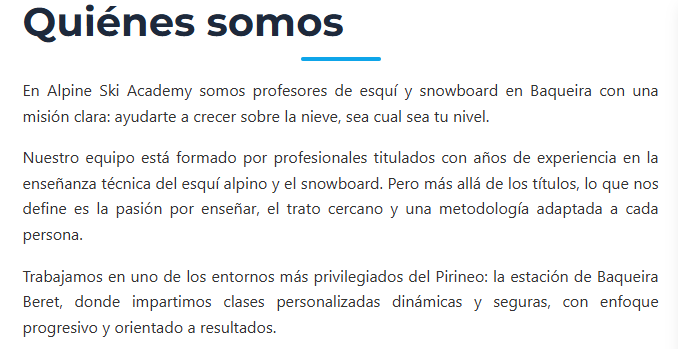 Quiénes somos
En Alpine Ski Academy somos profesores de esquí y snowboard en Baqueira con una
misión clara: ayudarte a crecer sobre la nieve, sea cual sea tu nivel.
Nuestro equipo está formado por profesionales titulados con años de experiencia en la
enseñanza técnica del esquí alpino y el snowboard. Pero más allá de los títulos, lo que nos
define es la pasión por enseñar, el trato cercano y una metodología adaptada a cada
persona.
Trabajamos en uno de los entornos más privilegiados del Pirineo: la estación de Baqueira
Beret, donde impartimos clases personalizadas dinámicas y seguras, con enfoque
progresivo y orientado a resultados.